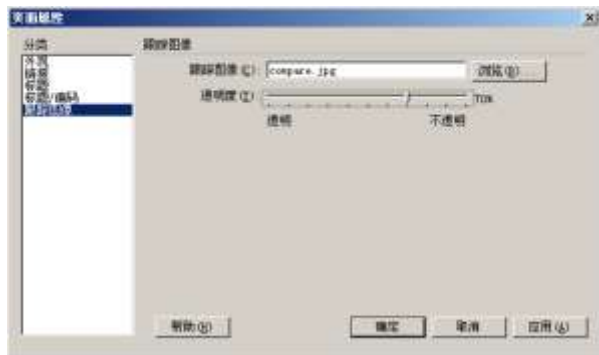 页面属性
分类
跟踪图像
外观
链接
标题
标题/编码
跟踪图像
跟踪图像(I): compare.jpg 浏览(B)
透明度(T): 70%
透明 不透明
帮助(H) 确定 取消 应用(A)